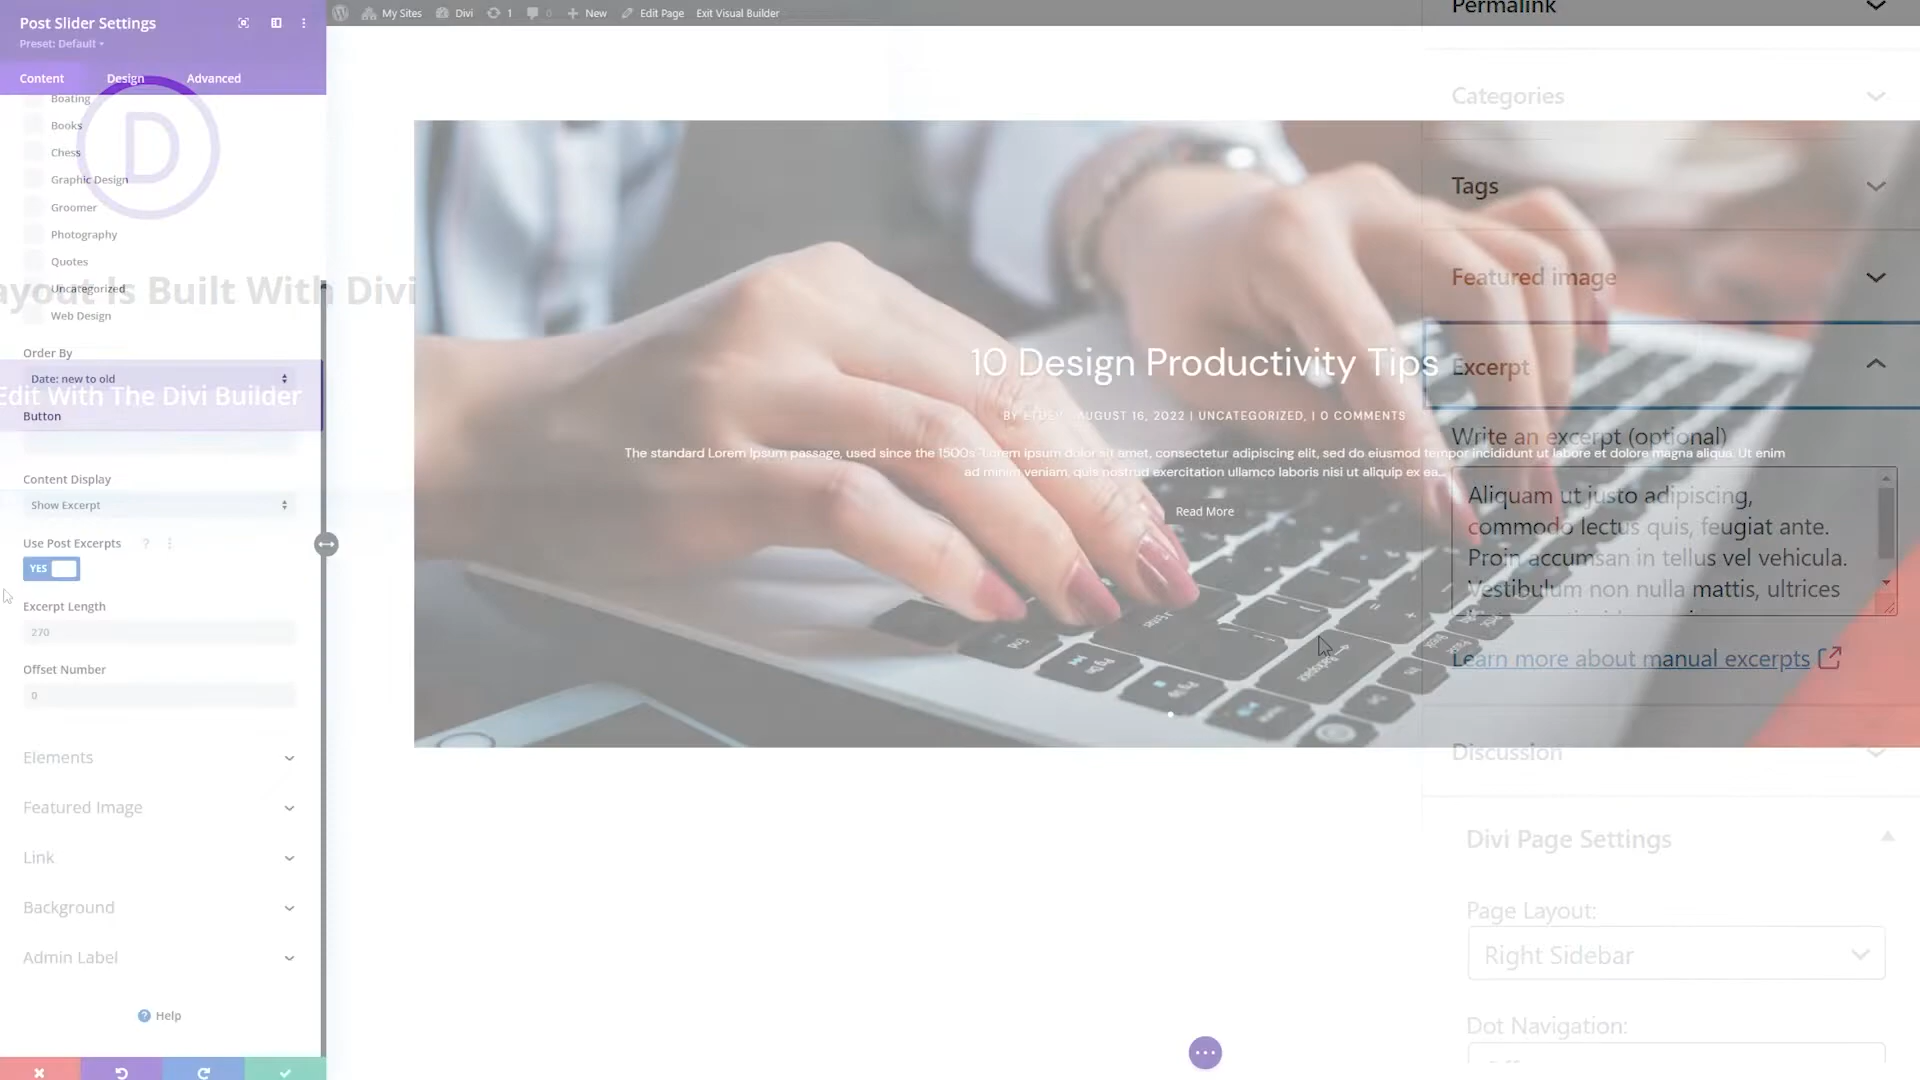 Post Slider Settings
Preset: Default
Content Design Advanced
My Sites Divi 1 0 New Edit Page Exit Visual Builder
Boating
Books
Chess
Graphic Design
Groomer
Photography
Quotes
Uncategorized
Web Design
D
ayout Is Built With Divi
Order By
Date: new to old
Edit With The Divi Builder
Button
Content Display
Show Excerpt
Use Post Excerpts
YES
Excerpt Length
270
Offset Number
0
Elements
Featured Image
Link
Background
Admin Label
Help
10 Design Productivity Tips
BY AUGUST 16, 2022 | UNCATEGORIZED, | 0 COMMENTS
The standard Lorem Ipsum passage, used since the 1500s "Lorem ipsum dolor sit amet, consectetur adipiscing elit, sed do eiusmod tempor incididunt ut labore et dolore magna aliqua. Ut enim
ad minim veniam, quis nostrud exercitation ullamco laboris nisi ut aliquip ex ea...
Read More
Permalink
Categories
Tags
Featured image
Excerpt
Write an excerpt (optional)
Aliquam ut justo adipiscing,
commodo lectus quis, feugiat ante.
Proin accumsan in tellus vel vehicula.
Vestibulum non nulla mattis, ultrices
Learn more about manual excerpts
Discussion
Divi Page Settings
Page Layout:
Right Sidebar
Dot Navigation: